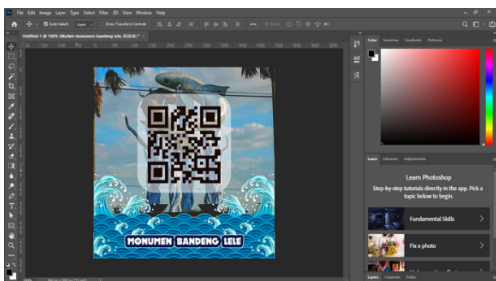 File Edit Image Layer Type Select Filter 3D View Window Help
Auto-Select: Layer Show Transform Controls
Color Swatches Gradients Patterns
Learn Libraries Adjustments
Learn Photoshop
Step-by-step tutorials directly in the app. Pick a
topic below to begin.
Fundamental Skills
Fix a photo
MONUMEN BANDENG LELE
Layers Channels Paths